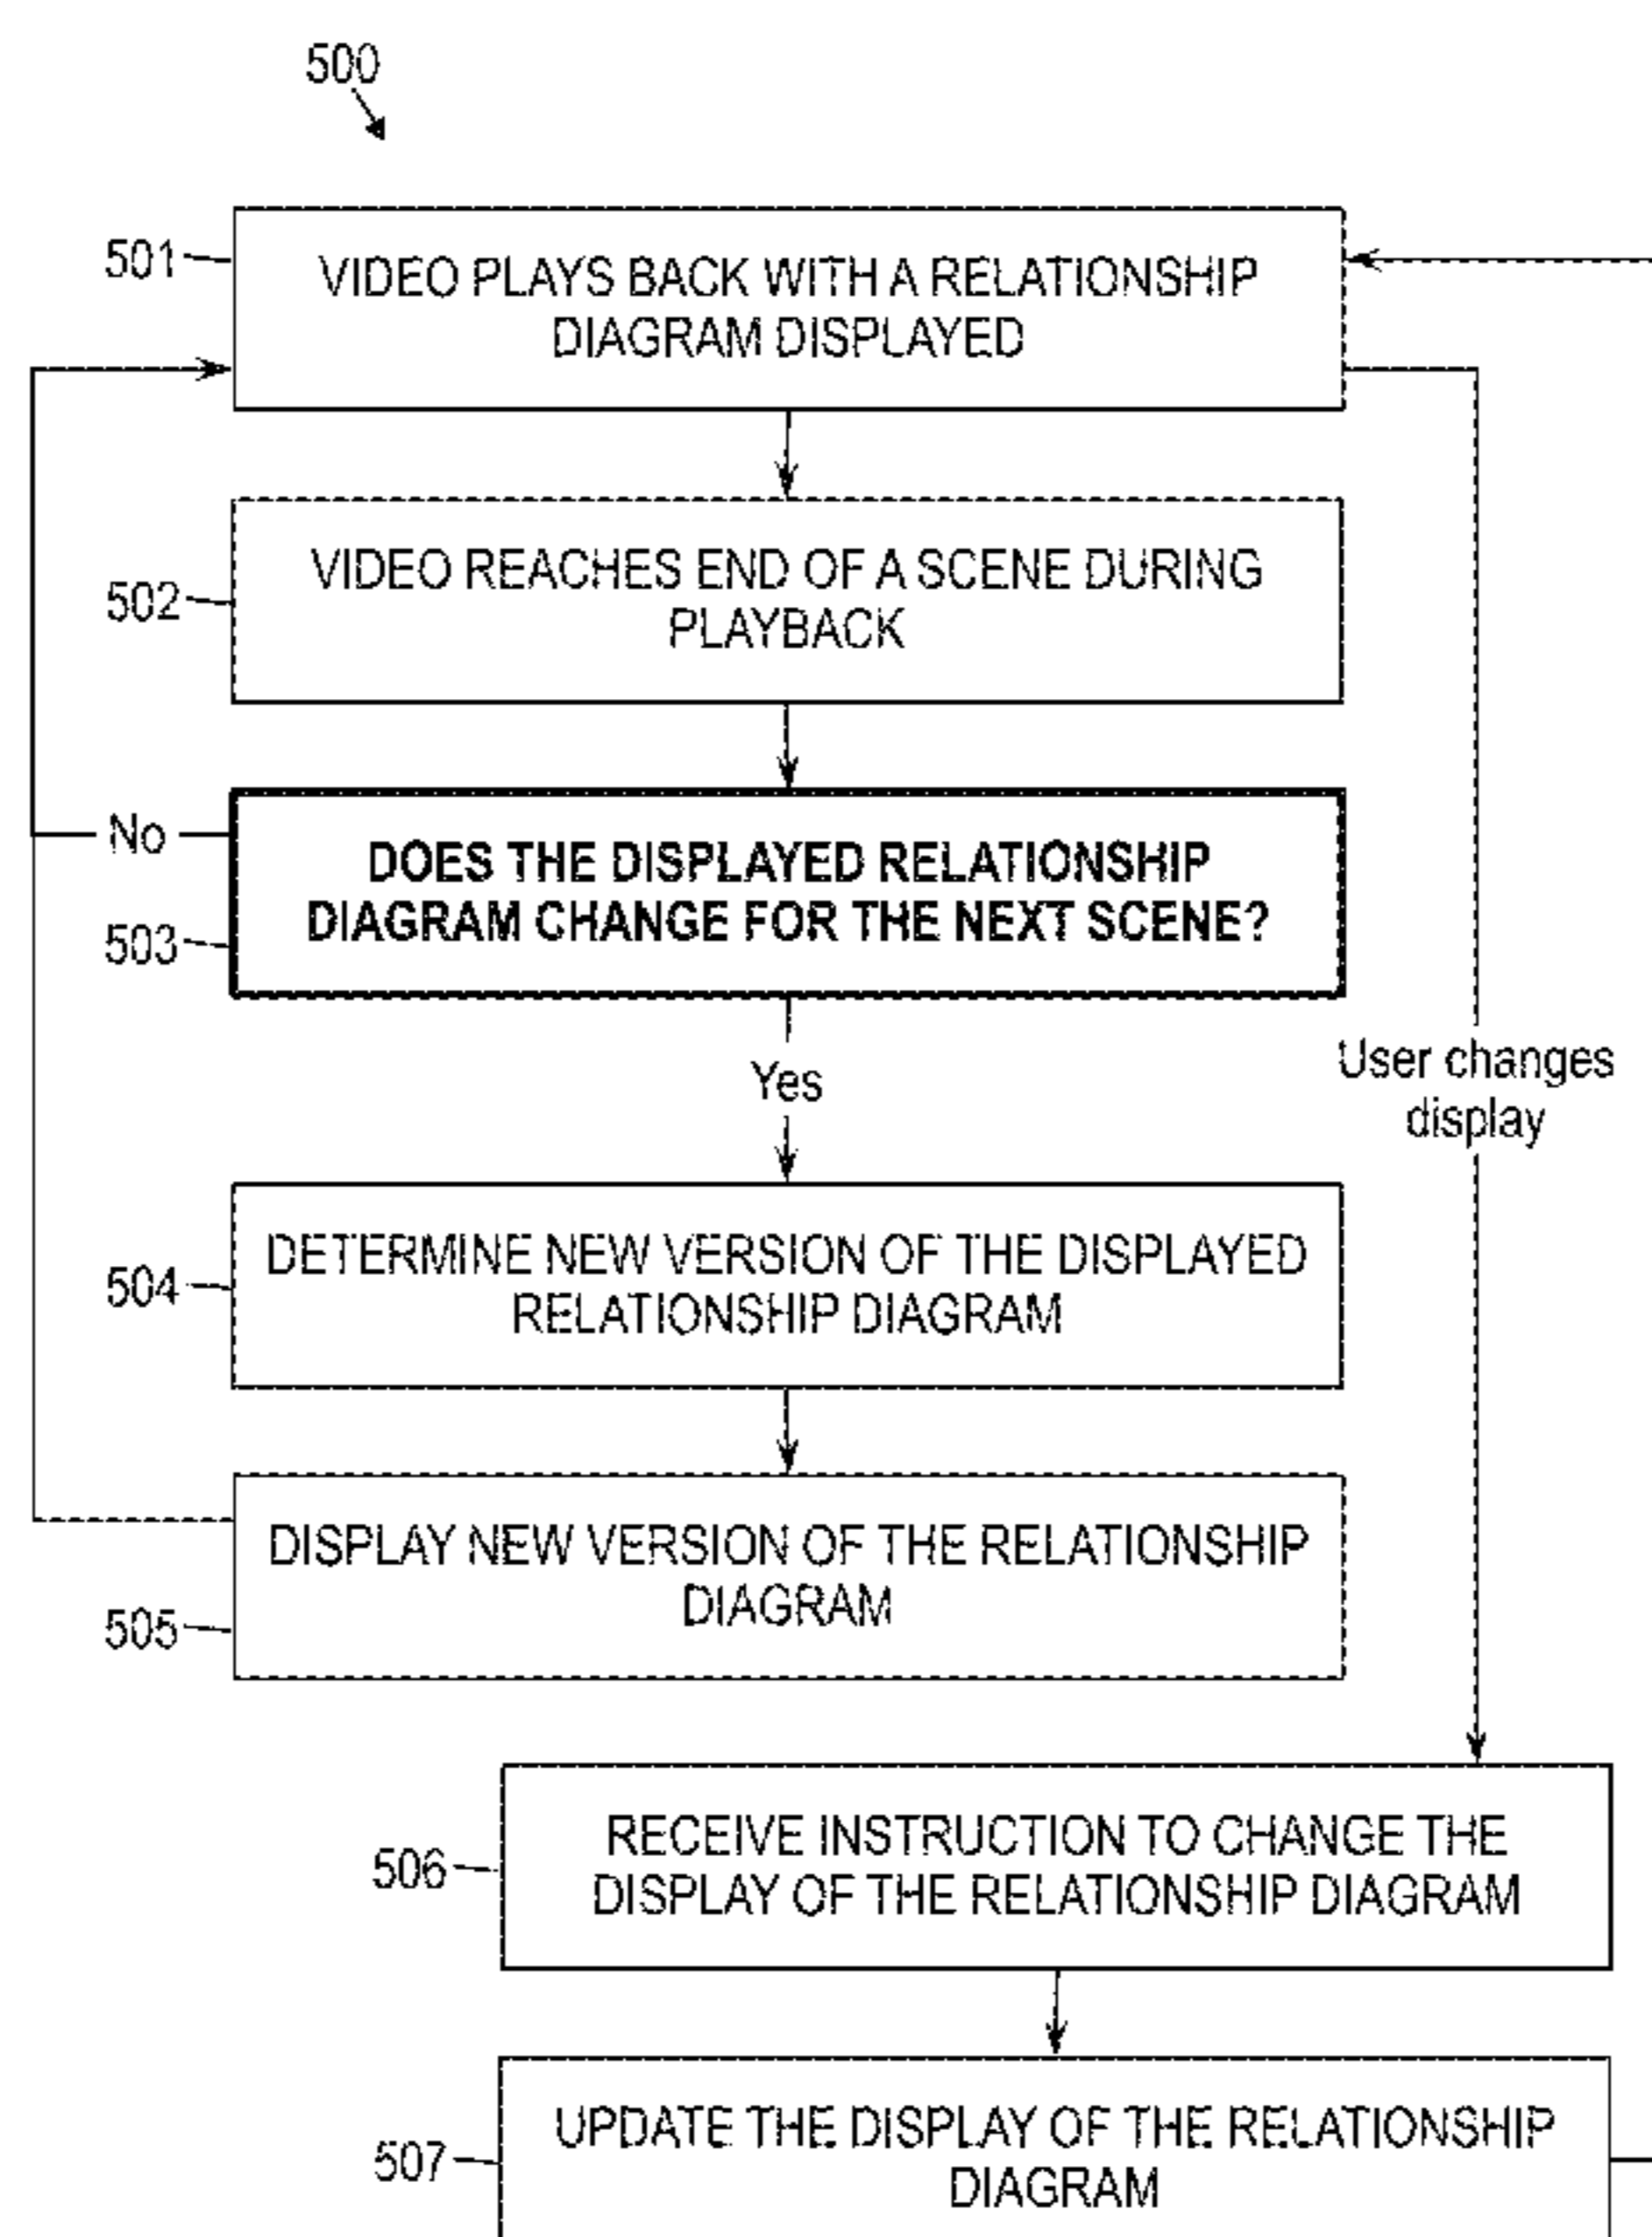 500
501
VIDEO PLAYS BACK WITH A RELATIONSHIP
DIAGRAM DISPLAYED
502
VIDEO REACHES END OF A SCENE DURING
PLAYBACK
No
503
DOES THE DISPLAYED RELATIONSHIP
DIAGRAM CHANGE FOR THE NEXT SCENE?
Yes
User changes
display
504
DETERMINE NEW VERSION OF THE DISPLAYED
RELATIONSHIP DIAGRAM
505
DISPLAY NEW VERSION OF THE RELATIONSHIP
DIAGRAM
506
RECEIVE INSTRUCTION TO CHANGE THE
DISPLAY OF THE RELATIONSHIP DIAGRAM
507
UPDATE THE DISPLAY OF THE RELATIONSHIP
DIAGRAM